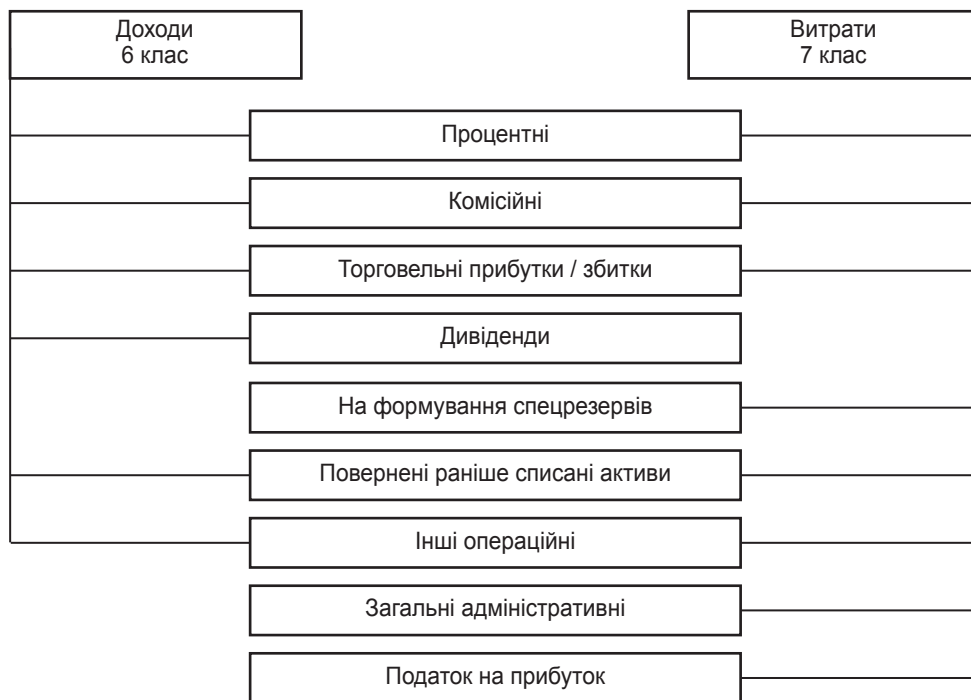 Доходи
6 клас
Витрати
7 клас
Процентні
Комісійні
Торговельні прибутки / збитки
Дивіденди
На формування спецрезервів
Повернені раніше списані активи
Інші операційні
Загальні адміністративні
Податок на прибуток